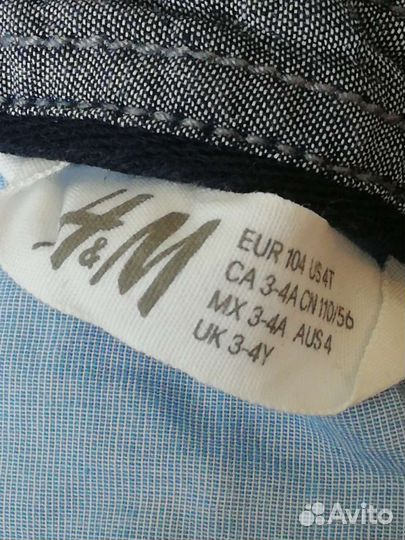 H&M
EUR 104 US 4T
CA 3-4A CN 110/56
MX 3-4A AUS 4
UK 3-4Y
Avito